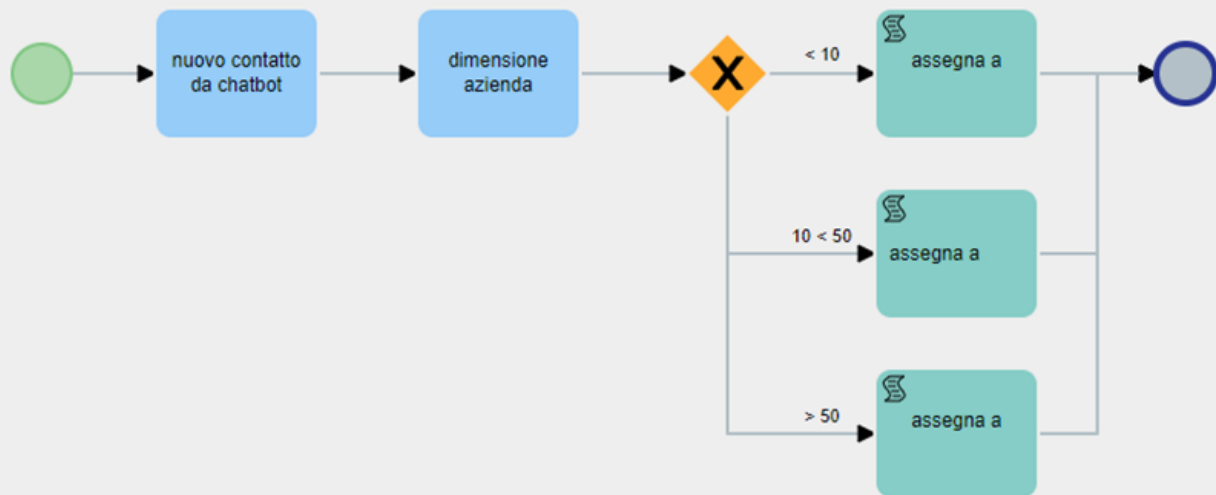 nuovo contatto
da chatbot
dimensione
azienda
X
< 10
assegna a
10 < 50
assegna a
> 50
assegna a